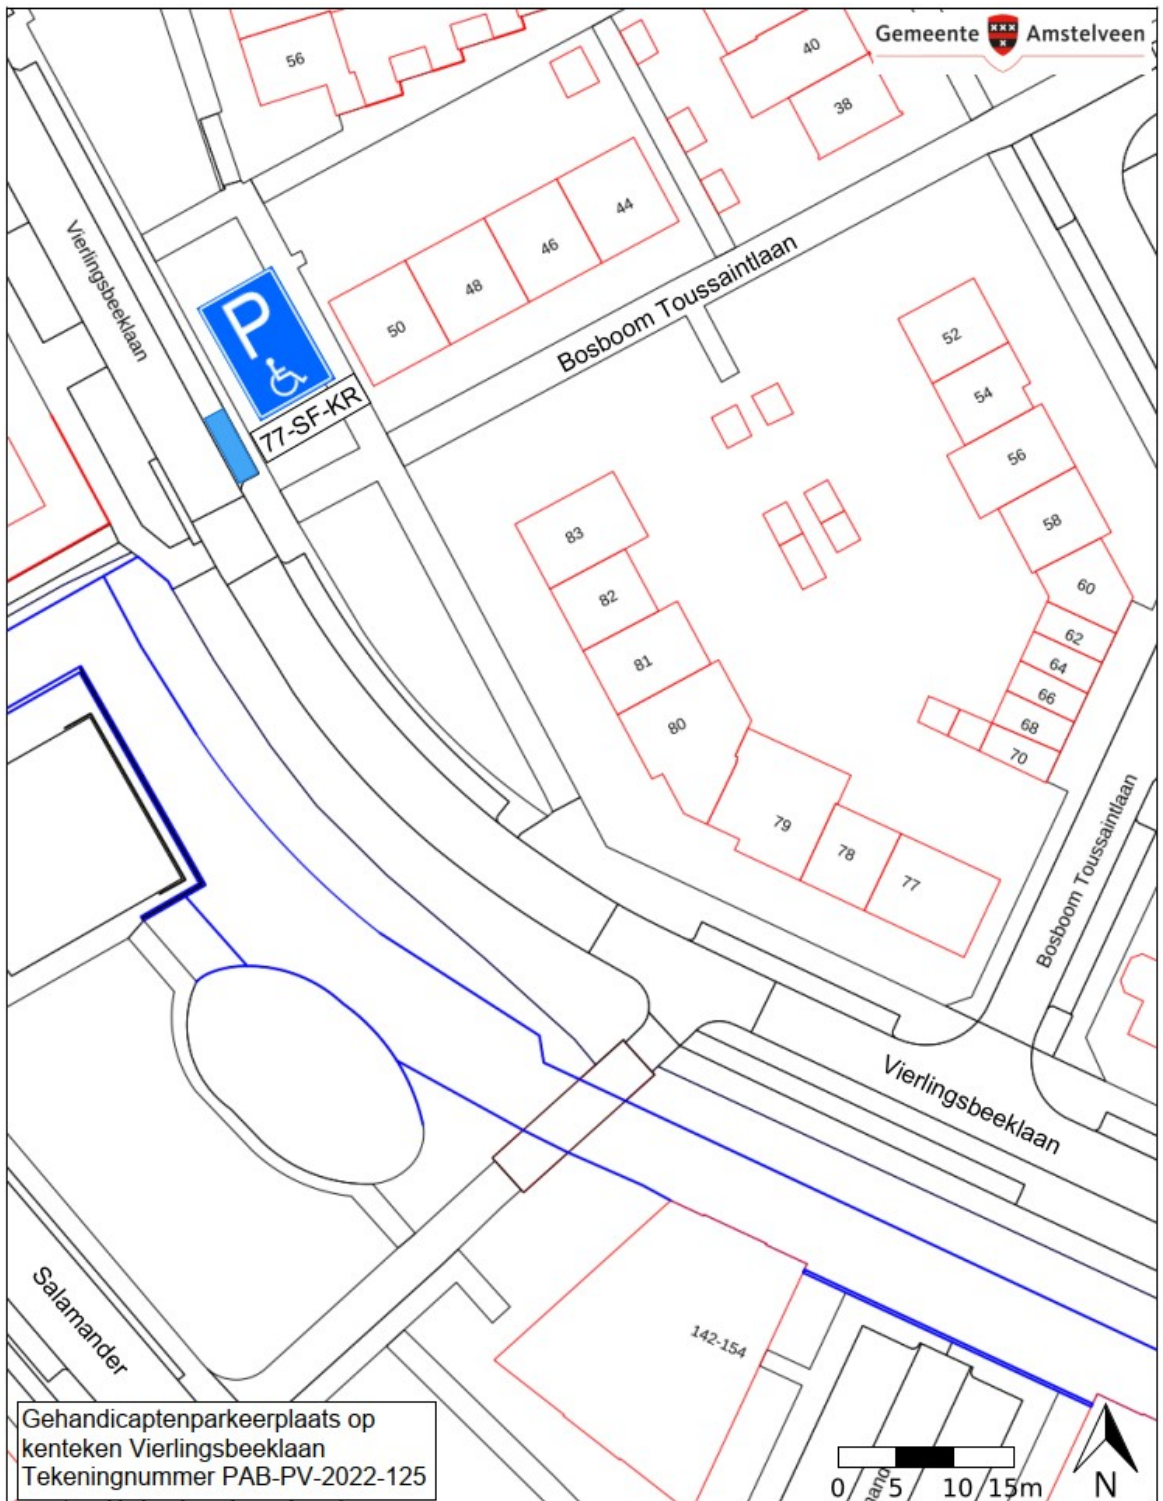 Gemeente Amstelveen
56
40
38
Vierlingsbeeklaan
44
46
48
50
Bosboom Toussaintlaan
P
77-SF-KR
52
54
56
58
60
62
64
66
68
70
83
82
81
80
79
78
77
Bosboom Toussaintlaan
Vierlingsbeeklaan
Salamander
142-154
Gehandicaptenparkeerplaats op
kenteken Vierlingsbeeklaan
Tekeningnummer PAB-PV-2022-125
0 5 10 15m
N